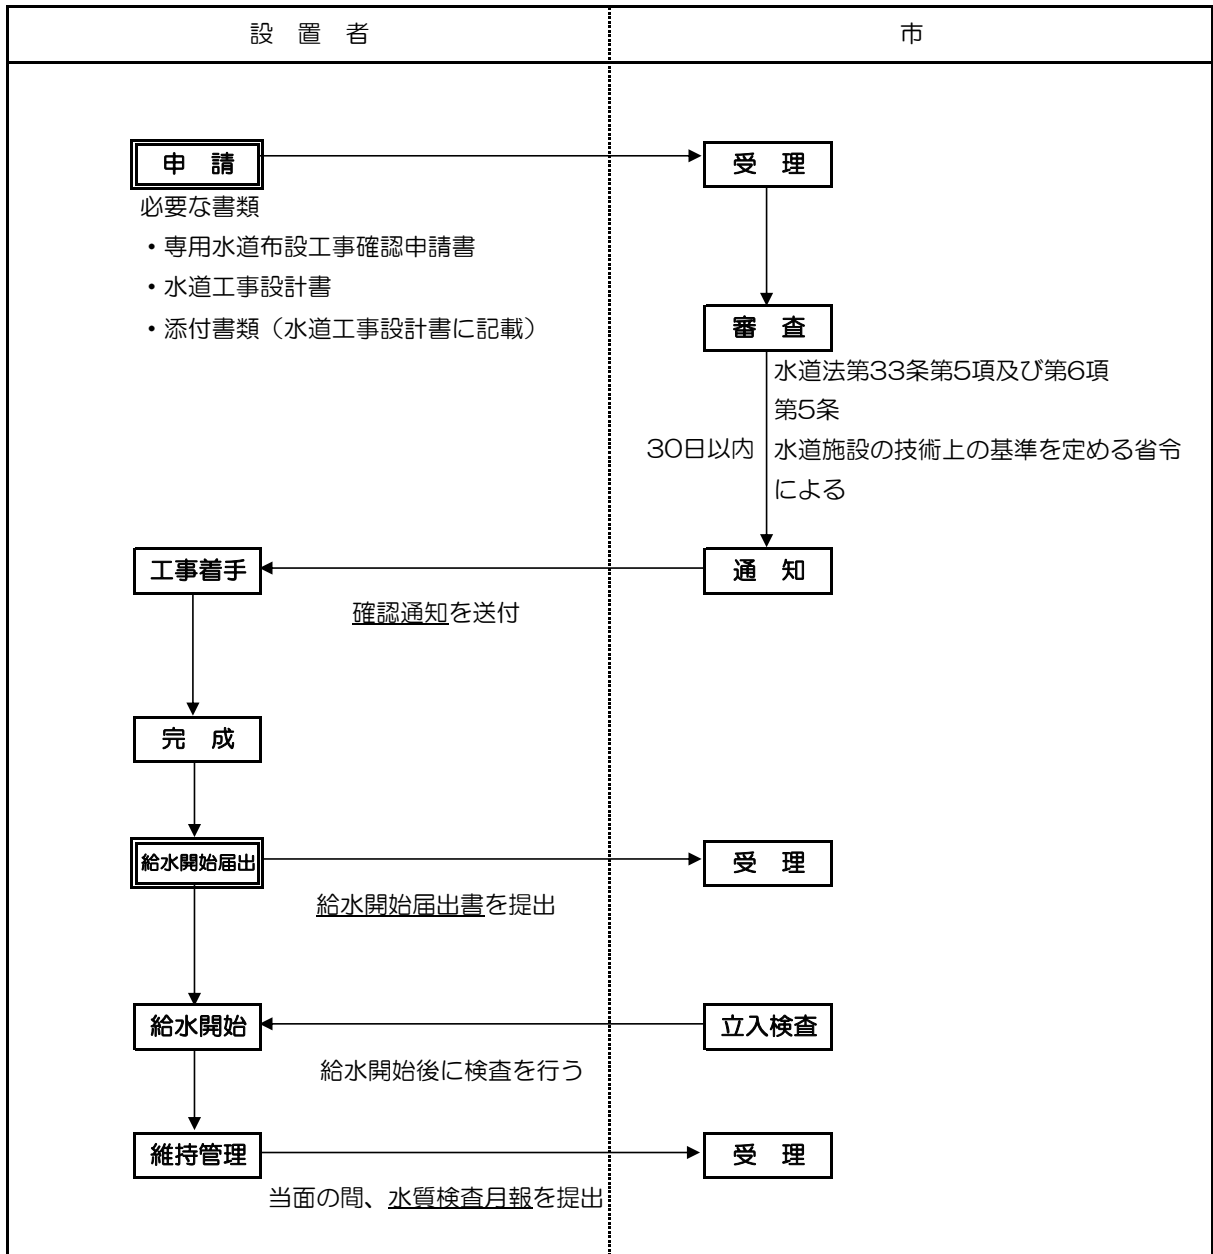 設　置　者
市
申　請
受　理
必要な書類
・専用水道布設工事確認申請書
・水道工事設計書
・添付書類（水道工事設計書に記載）
審　査
水道法第33条第5項及び第6項
第5条
30日以内
水道施設の技術上の基準を定める省令
による
工事着手
通　知
確認通知を送付
完　成
給水開始届出
受　理
給水開始届出書を提出
給水開始
立入検査
給水開始後に検査を行う
維持管理
受　理
当面の間、水質検査月報を提出